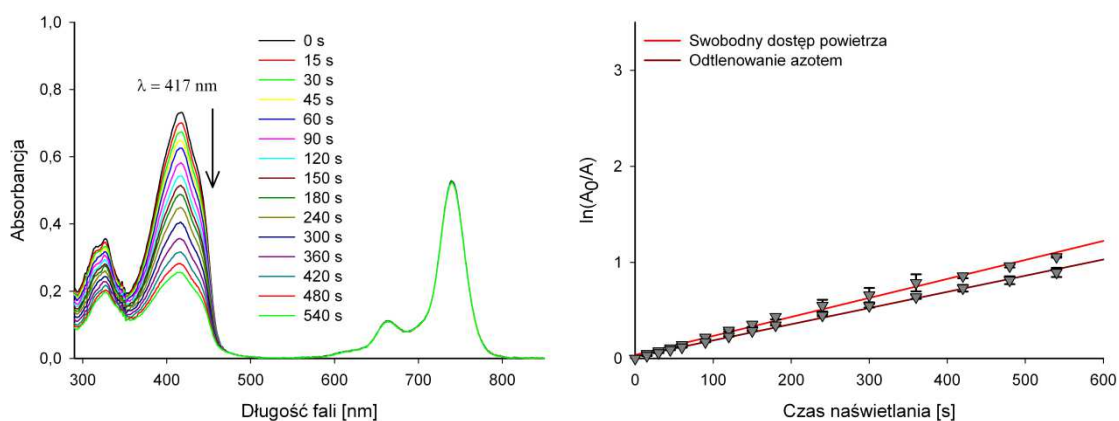 1,0
0,8
0,6
0,4
0,2
0,0
Absorbancja
λ = 417 nm
0 s
15 s
30 s
45 s
60 s
90 s
120 s
150 s
180 s
240 s
300 s
360 s
420 s
480 s
540 s
300 400 500 600 700 800
Długość fali [nm]
3
2
1
0
ln(A0/A)
Swobodny dostęp powietrza
Odtlenowanie azotem
0 100 200 300 400 500 600
Czas naświetlania [s]